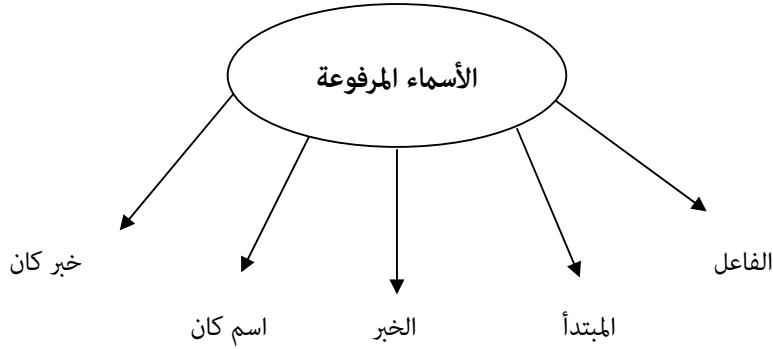 الأسماء المرفوعة
الفاعل
المبتدأ
الخبر
اسم كان
خبر كان